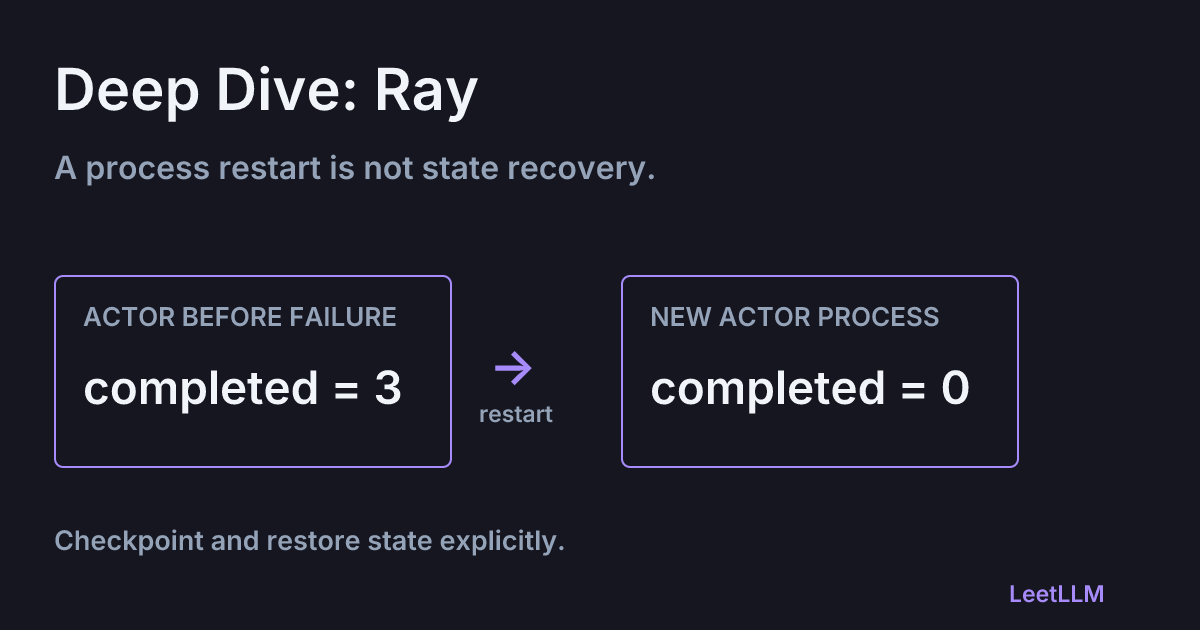 Deep Dive: Ray
A process restart is not state recovery.
ACTOR BEFORE FAILURE
completed = 3
restart
NEW ACTOR PROCESS
completed = 0
Checkpoint and restore state explicitly.
LeetLLM